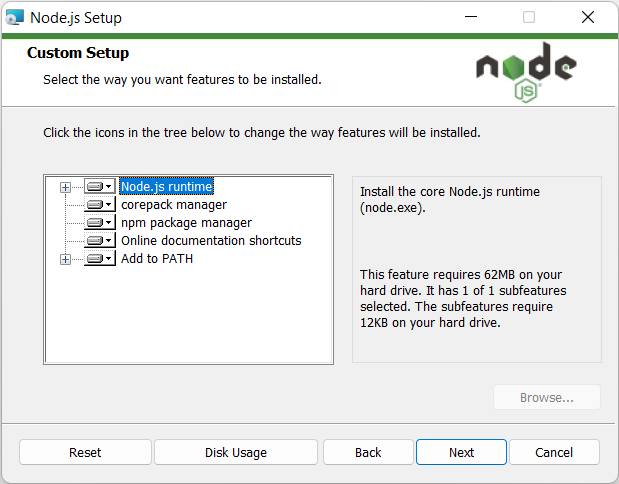 Node.js Setup
Custom Setup
Select the way you want features to be installed.
node
JS
Click the icons in the tree below to change the way features will be installed.
Node.js runtime
corepack manager
npm package manager
Online documentation shortcuts
Add to PATH
Install the core Node.js runtime
(node.exe).
This feature requires 62MB on your
hard drive. It has 1 of 1 subfeatures
selected. The subfeatures require
12KB on your hard drive.
Browse...
Reset
Disk Usage
Back
Next
Cancel